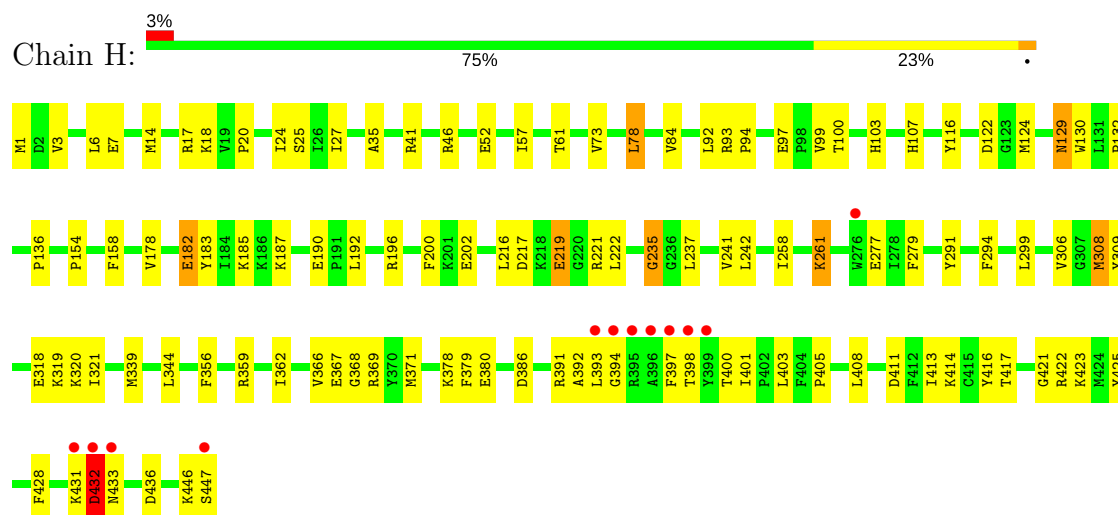 3%
Chain H:
75% 23% •
M1 D2 V3 L6 E7 M14 R17 K18 V19 P20 I24 S25 I26 I27 A35 R41 R46 E52 I57 T61 V73 L78 V84 L92 R93 P94 E97 P98 V99 T100 H103 H107 Y116 D122 G123 M124 N129 W130 L131
P136 P154 F158 V178 E182 Y183 I184 K185 K186 K187 E190 P191 L192 R196 F200 K201 E202 L216 D217 K218 E219 G220 R221 L222 G235 G236 L237 V241 L242 I258 K261 W276 E277 I278 F279 Y291 F294 L299 V306 G307 M308
E318 K319 K320 I321 M339 L344 F356 R359 I362 V366 E367 G368 R369 Y370 M371 K378 F379 E380 D386 R391 A392 L393 G394 R395 A396 F397 T398 Y399 T400 I401 P402 L403 F404 P405 L408 D411 F412 I413 K414 C415 Y416 T417 G421 R422 K423 M424
F428 K431 D432 N433 D436 K446 S447